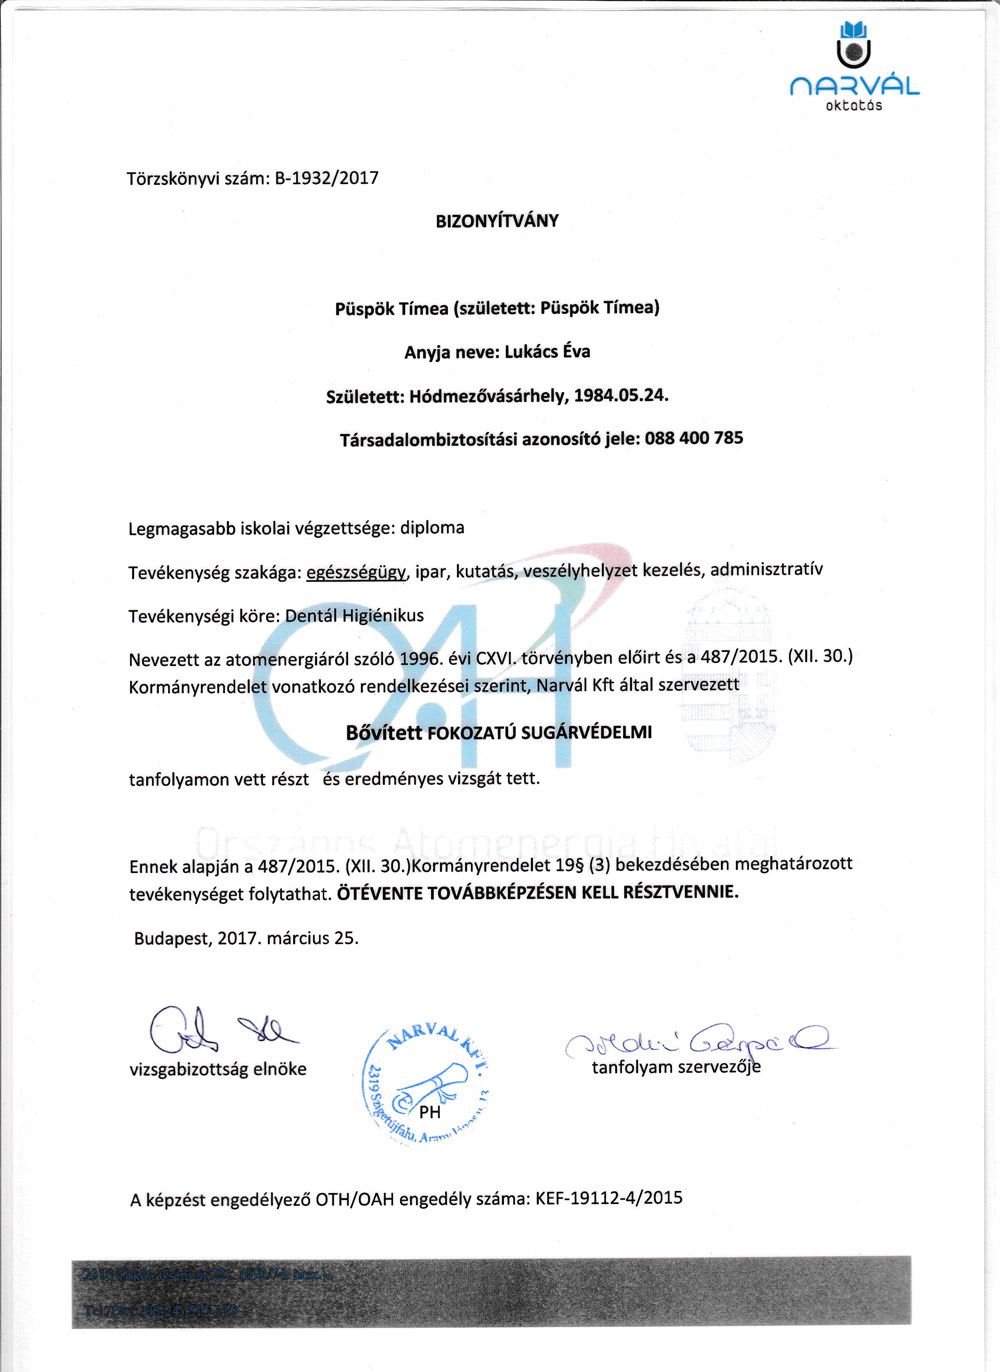 NARVÁL
oktatás
Törzskönyvi szám: B-1932/2017
BIZONYÍTVÁNY
Püspök Tímea (született: Püspök Tímea)
Anyja neve: Lukács Éva
Született: Hódmezővásárhely, 1984.05.24.
Társadalombiztosítási azonosító jele: 088 400 785
Legmagasabb iskolai végzettsége: diploma
Tevékenység szakága: egészségügy, ipar, kutatás, veszélyhelyzet kezelés, adminisztratív
Tevékenységi köre: Dentál Higiénikus
OAH
Nevezett az atomenergiáról szóló 1996. évi CXVI. törvényben előirt és a 487/2015. (XII. 30.)
Kormányrendelet vonatkozó rendelkezései szerint, Narvál Kft által szervezett
Bővített FOKOZATÚ SUGÁRVÉDELMI
tanfolyamon vett részt és eredményes vizsgát tett.
Országos Atomenergia Hivatal
Ennek alapján a 487/2015. (XII. 30.)Kormányrendelet 19§ (3) bekezdésében meghatározott
tevékenységet folytathat. ÖTÉVENTE TOVÁBBKÉPZÉSEN KELL RÉSZTVENNIE.
Budapest, 2017. március 25.
vizsgabizottság elnöke
NARVAL KFT.
2319 Szigetújfalu, Arany János u. 13
PH
tanfolyam szervezője
A képzést engedélyező OTH/OAH engedély száma: KEF-19112-4/2015